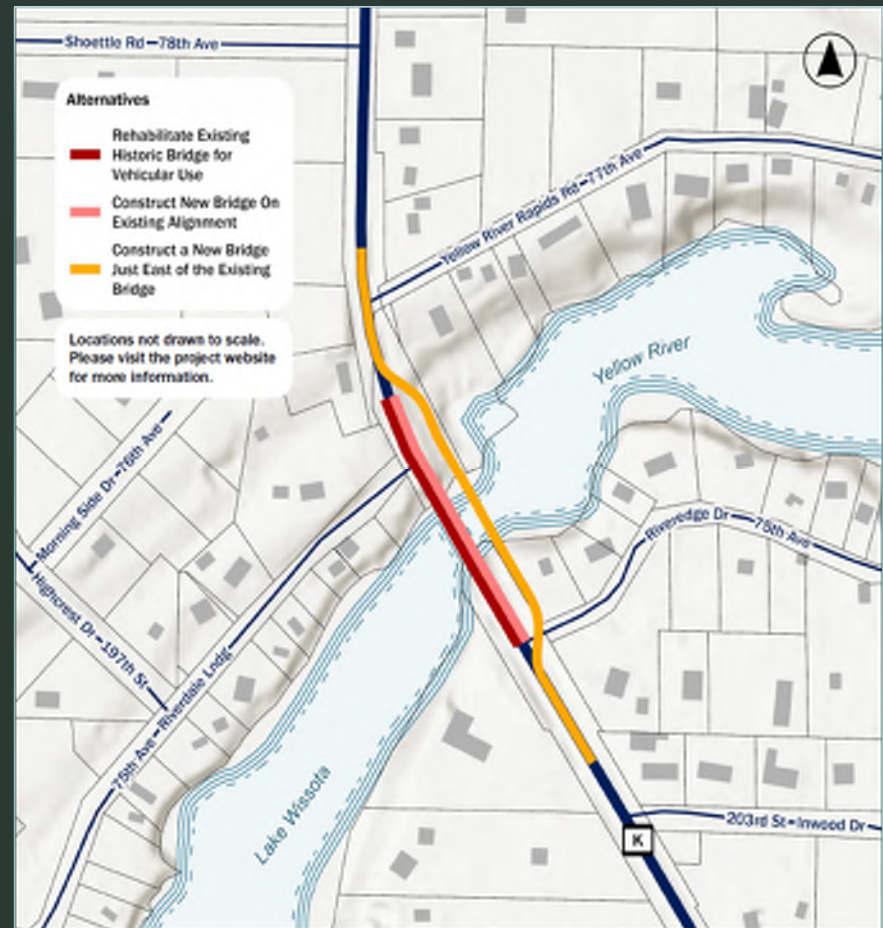 Shoettle Rd-78th Ave
Alternatives
Rehabilitate Existing
Historic Bridge for
Vehicular Use
Construct New Bridge On
Existing Alignment
Construct a New Bridge
Just East of the Existing
Bridge
Locations not drawn to scale.
Please visit the project website
for more information.
Yellow River Rapids Rd-77th Ave
Yellow River
Morning Side Dr-76th Ave
Riveredge Dr-75th Ave
Highcrest Dr-197th St
75th Ave-Riverdale Lndg
Lake Wissota
203rd St-Inwood Dr
K